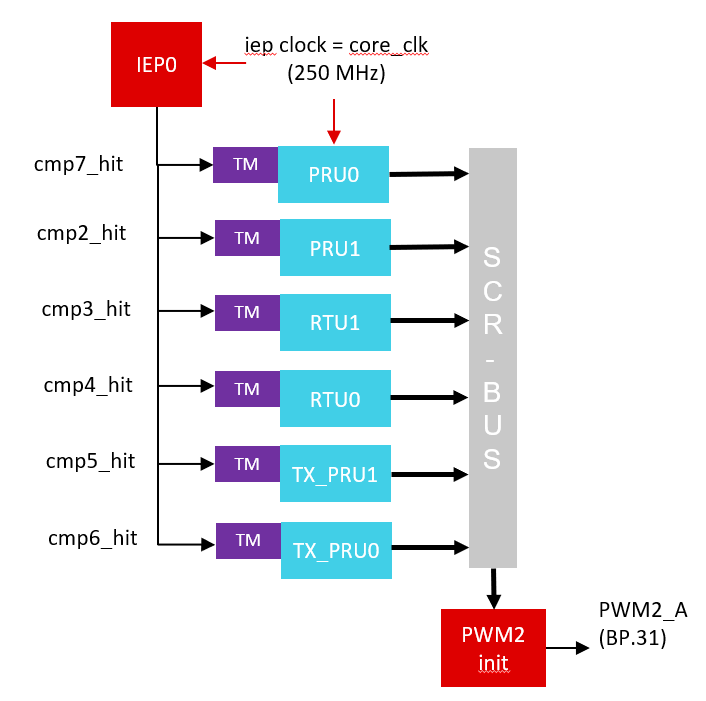 IEP0
iep clock = core_clk
(250 MHz)
cmp7_hit
TM
PRU0
cmp2_hit
TM
PRU1
cmp3_hit
TM
RTU1
cmp4_hit
TM
RTU0
cmp5_hit
TM
TX_PRU1
cmp6_hit
TM
TX_PRU0
SCR-BUS
PWM2
init
PWM2_A
(BP.31)